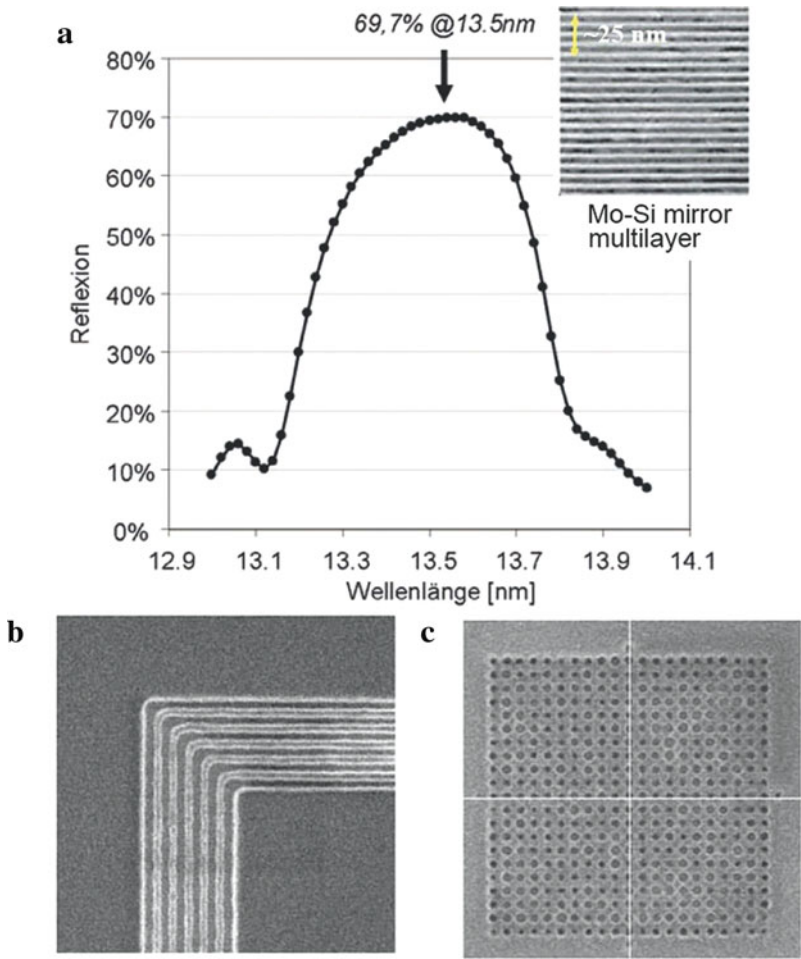 a
69,7% @13.5nm
~25 nm
Mo-Si mirror
multilayer
80%
70%
60%
50%
40%
30%
20%
10%
0%
Reflexion
12.9 13.1 13.3 13.5 13.7 13.9 14.1
Wellenlänge [nm]
b
c